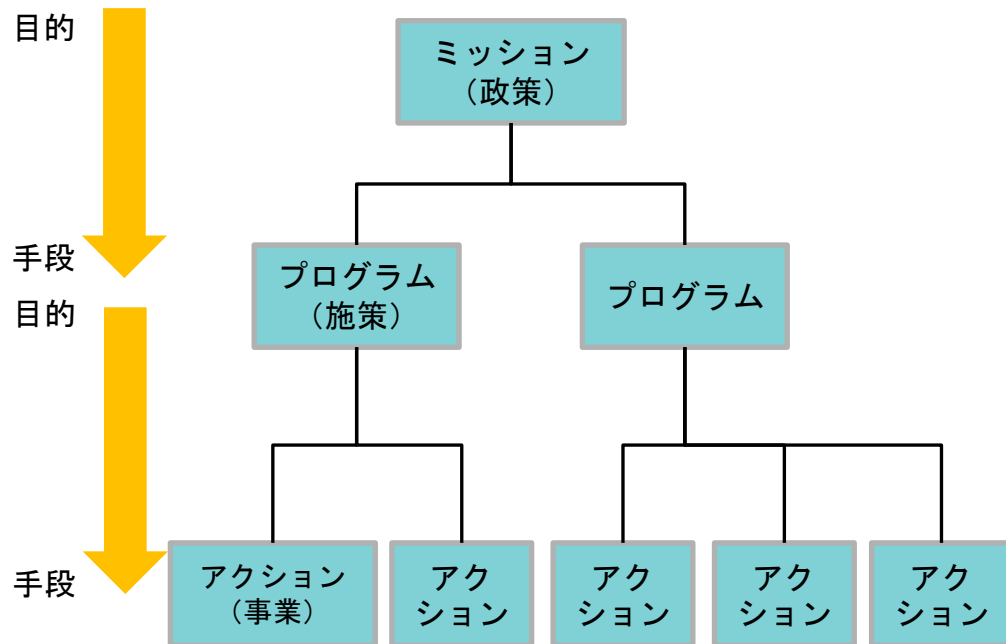 目的
ミッション
（政策）
手段
プログラム
（施策）
プログラム
目的
手段
アクション
（事業）
アク
ション
アク
ション
アク
ション
アク
ション